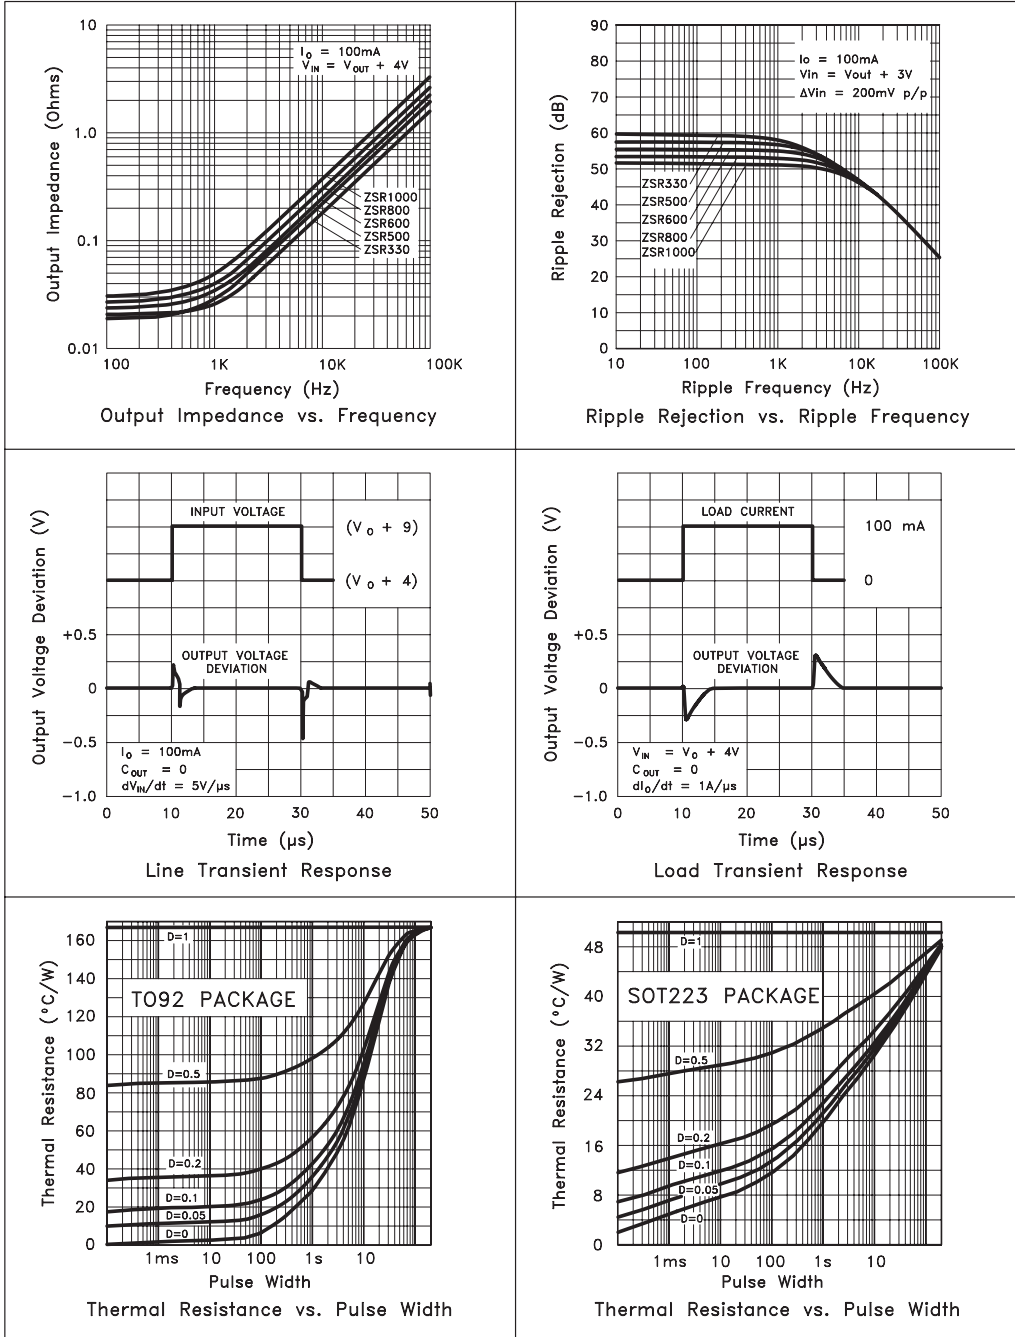 10
1.0
0.1
0.01
Output Impedance (Ohms)
I_O = 100mA
V_IN = V_OUT + 4V
ZSR1000
ZSR800
ZSR600
ZSR500
ZSR330
100 1K 10K 100K
Frequency (Hz)
Output Impedance vs. Frequency
90
80
70
60
50
40
30
20
10
0
Ripple Rejection (dB)
Io = 100mA
Vin = Vout + 3V
ΔVin = 200mV p/p
ZSR330
ZSR500
ZSR600
ZSR800
ZSR1000
10 100 1K 10K 100K
Ripple Frequency (Hz)
Ripple Rejection vs. Ripple Frequency
Output Voltage Deviation (V)
INPUT VOLTAGE
(V_O + 9)
(V_O + 4)
+0.5
0
-0.5
-1.0
OUTPUT VOLTAGE
DEVIATION
I_O = 100mA
C_OUT = 0
dV_IN/dt = 5V/µs
0 10 20 30 40 50
Time (µs)
Line Transient Response
Output Voltage Deviation (V)
LOAD CURRENT
100 mA
0
+0.5
0
-0.5
-1.0
OUTPUT VOLTAGE
DEVIATION
V_IN = V_O + 4V
C_OUT = 0
dI_O/dt = 1A/µs
0 10 20 30 40 50
Time (µs)
Load Transient Response
160
140
120
100
80
60
40
20
0
Thermal Resistance (°C/W)
D=1
TO92 PACKAGE
D=0.5
D=0.2
D=0.1
D=0.05
D=0
1ms 10 100 1s 10
Pulse Width
Thermal Resistance vs. Pulse Width
48
40
32
24
16
8
0
Thermal Resistance (°C/W)
D=1
SOT223 PACKAGE
D=0.5
D=0.2
D=0.1
D=0.05
D=0
1ms 10 100 1s 10
Pulse Width
Thermal Resistance vs. Pulse Width